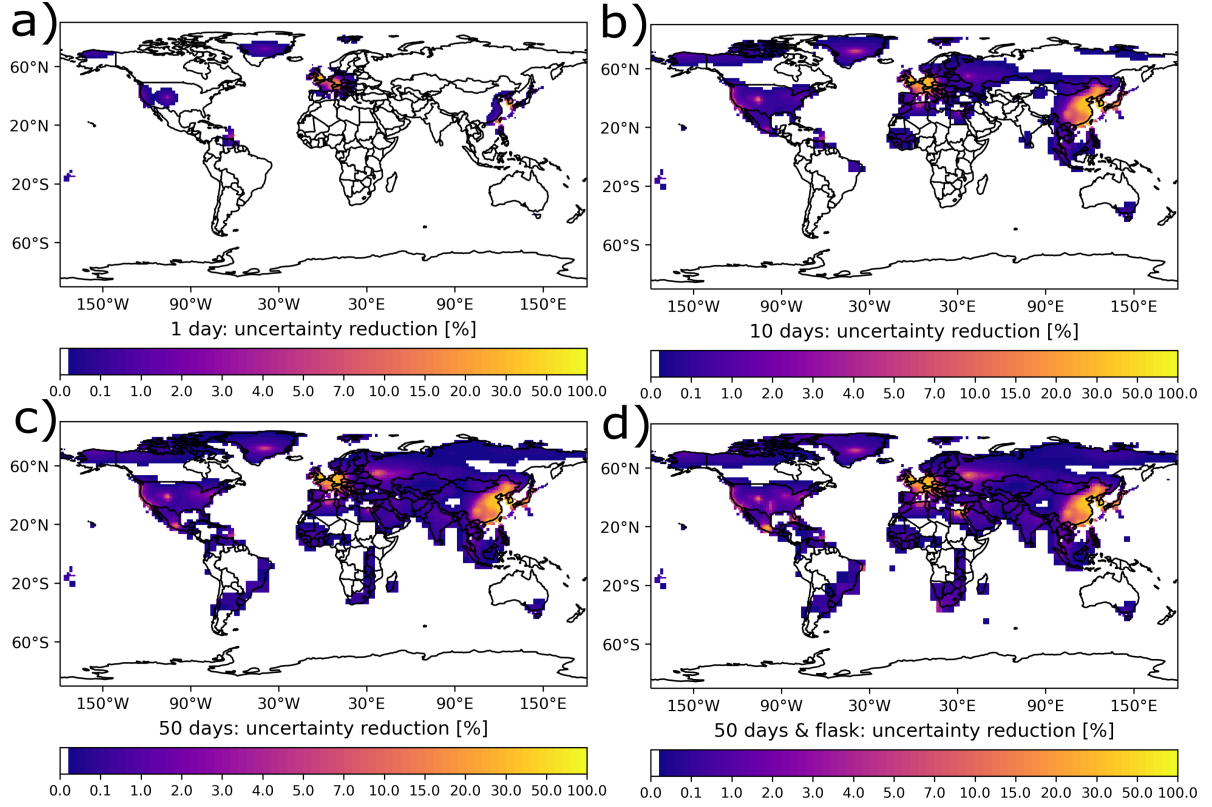 a)
60°N
20°N
20°S
60°S
150°W 90°W 30°W 30°E 90°E 150°E
1 day: uncertainty reduction [%]
0.0 0.1 1.0 2.0 3.0 4.0 5.0 7.0 10.0 15.0 20.0 30.0 50.0 100.0
b)
60°N
20°N
20°S
60°S
150°W 90°W 30°W 30°E 90°E 150°E
10 days: uncertainty reduction [%]
0.0 0.1 1.0 2.0 3.0 4.0 5.0 7.0 10.0 15.0 20.0 30.0 50.0 100.0
c)
60°N
20°N
20°S
60°S
150°W 90°W 30°W 30°E 90°E 150°E
50 days: uncertainty reduction [%]
0.0 0.1 1.0 2.0 3.0 4.0 5.0 7.0 10.0 15.0 20.0 30.0 50.0 100.0
d)
60°N
20°N
20°S
60°S
150°W 90°W 30°W 30°E 90°E 150°E
50 days & flask: uncertainty reduction [%]
0.0 0.1 1.0 2.0 3.0 4.0 5.0 7.0 10.0 15.0 20.0 30.0 50.0 100.0